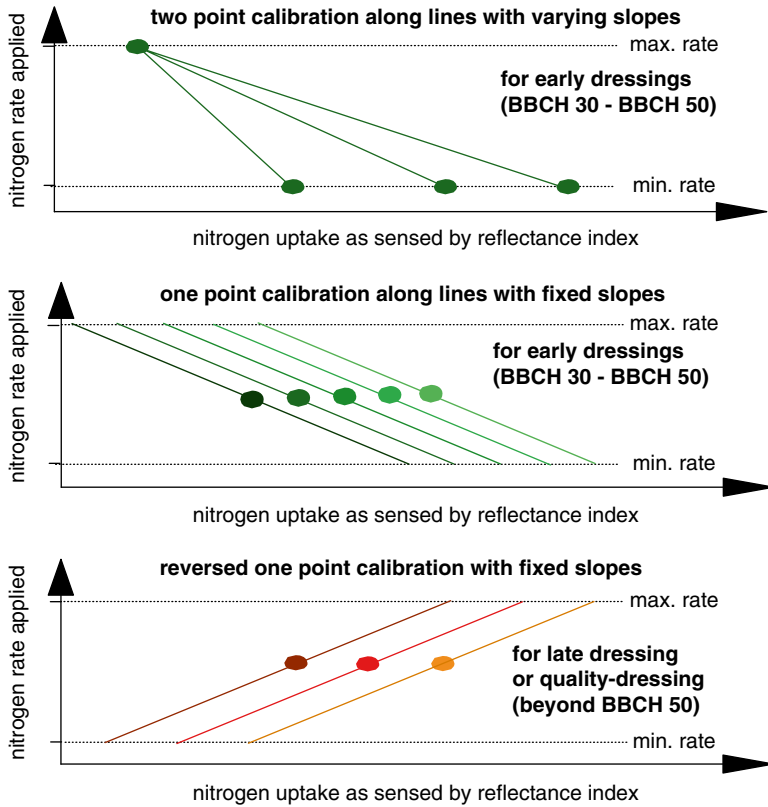 two point calibration along lines with varying slopes
max. rate
for early dressings
(BBCH 30 - BBCH 50)
min. rate
nitrogen rate applied
nitrogen uptake as sensed by reflectance index
one point calibration along lines with fixed slopes
max. rate
for early dressings
(BBCH 30 - BBCH 50)
min. rate
nitrogen rate applied
nitrogen uptake as sensed by reflectance index
reversed one point calibration with fixed slopes
max. rate
for late dressing
or quality-dressing
(beyond BBCH 50)
min. rate
nitrogen rate applied
nitrogen uptake as sensed by reflectance index